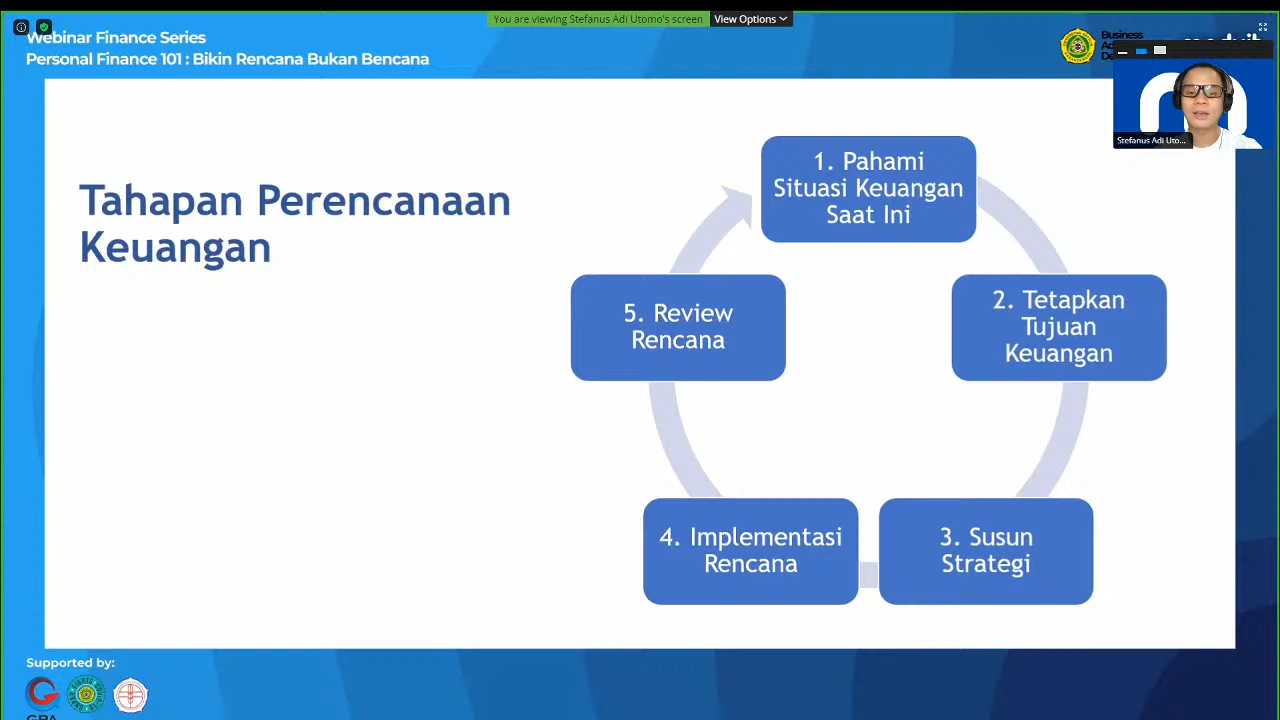 You are viewing Stefanus Adi Utomo's screen
View Options
Webinar Finance Series
Personal Finance 101 : Bikin Rencana Bukan Bencana
Business
Stefanus Adi Uto...
Tahapan Perencanaan
Keuangan
1. Pahami
Situasi Keuangan
Saat Ini
2. Tetapkan
Tujuan
Keuangan
3. Susun
Strategi
4. Implementasi
Rencana
5. Review
Rencana
Supported by: